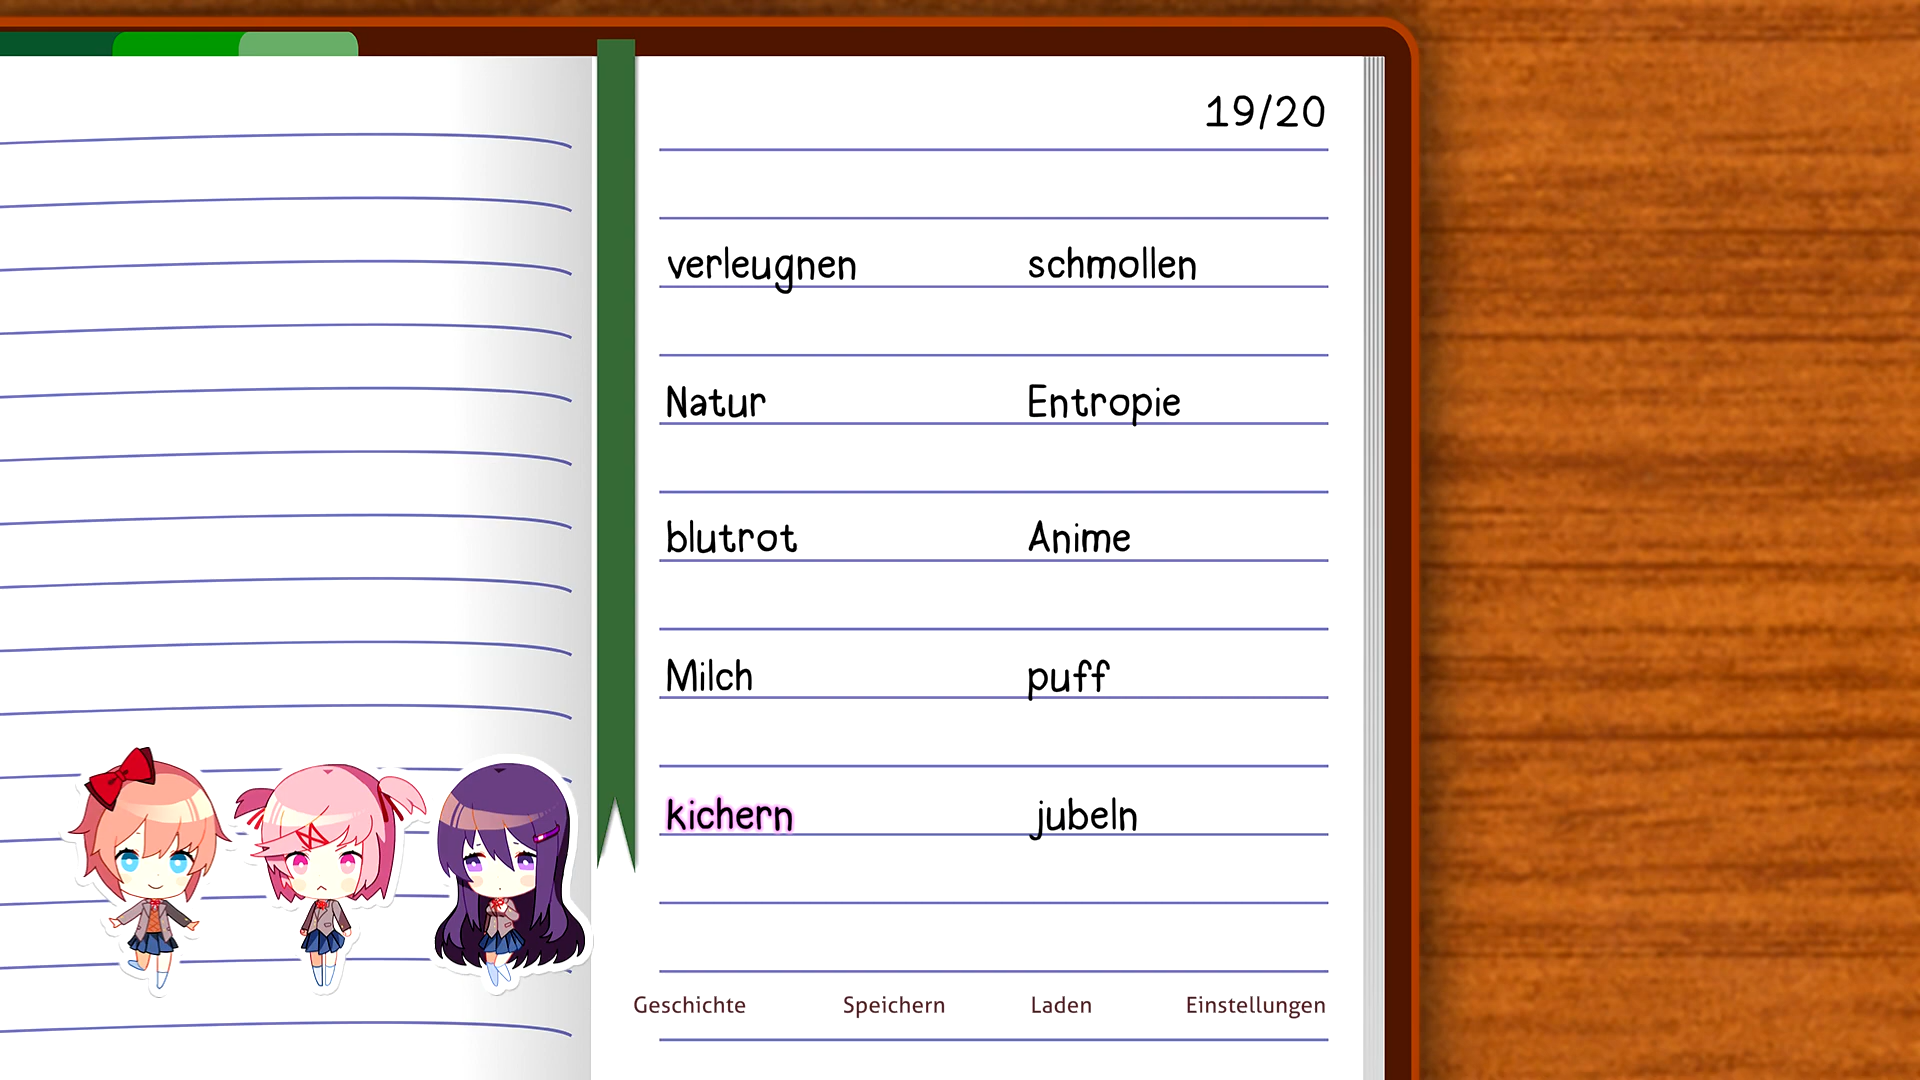 19/20
verleugnen schmollen
Natur Entropie
blutrot Anime
Milch puff
kichern jubeln
Geschichte Speichern Laden Einstellungen